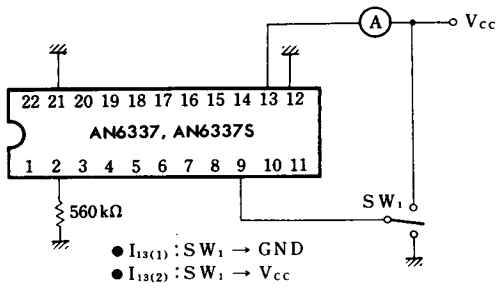 A
Vcc
22 21 20 19 18 17 16 15 14 13 12
AN6337, AN6337S
1 2 3 4 5 6 7 8 9 10 11
SW₁
560kΩ
● I₁₃₍₁₎ : SW₁ → GND
● I₁₃₍₂₎ : SW₁ → Vcc